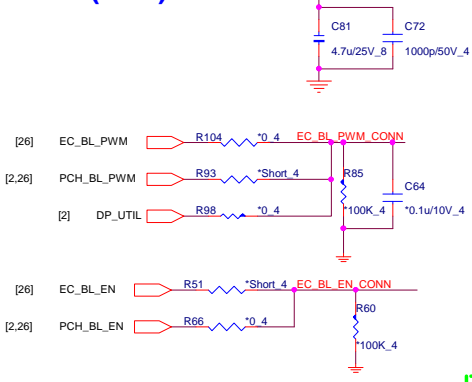 C81
C72
4.7u/25V_8
1000p/50V_4
[26] EC_BL_PWM R104 *0_4 EC_BL_PWM_CONN
[2,26] PCH_BL_PWM R93 *Short_4 R85
C64
[2] DP_UTIL R98 *0_4 *100K_4 *0.1u/10V_4
[26] EC_BL_EN R51 *Short_4 EC_BL_EN_CONN
R60
[2,26] PCH_BL_EN R66 *0_4
*100K_4